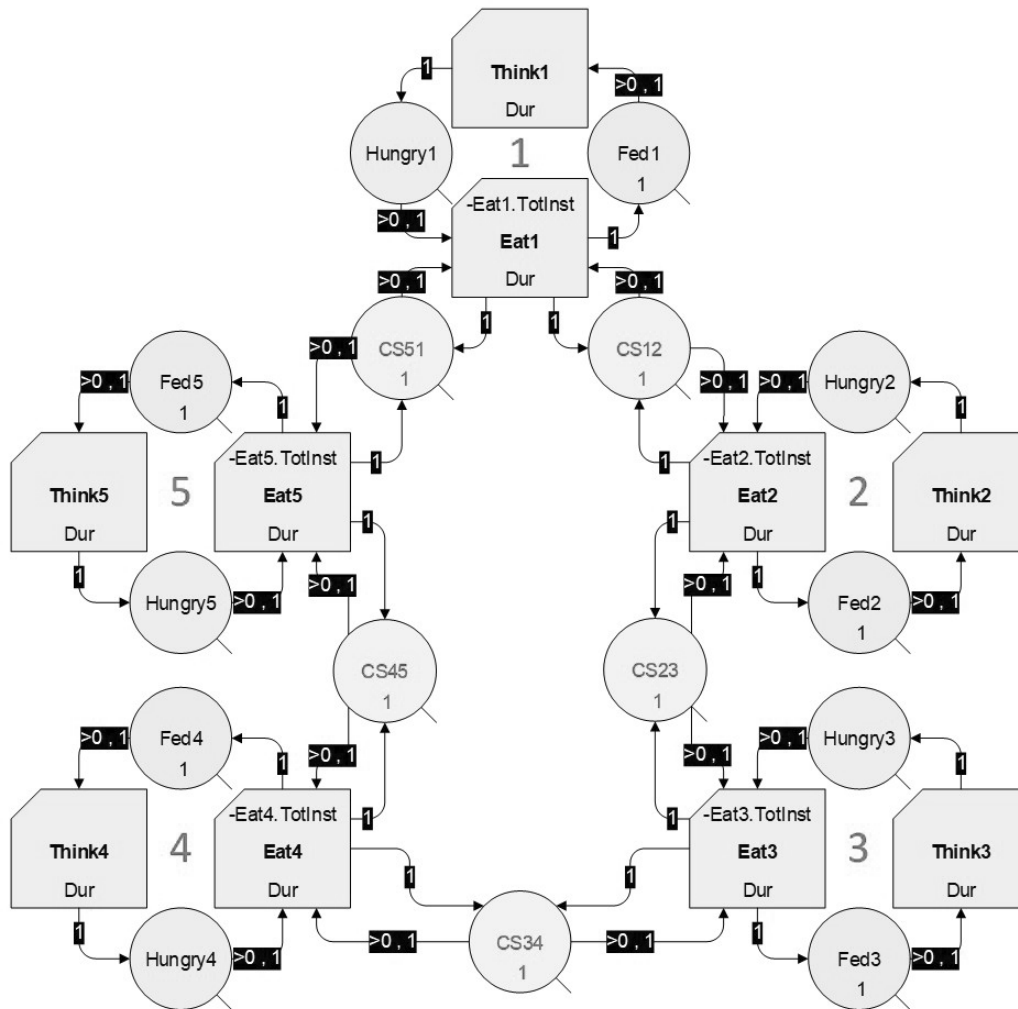 Think1
Dur
1
>0 , 1
Hungry1
1
Fed1
1
>0 , 1
-Eat1.TotInst
Eat1
Dur
1
>0 , 1
>0 , 1
1
1
CS51
1
>0 , 1
CS12
1
>0 , 1
1
1
Fed5
1
>0 , 1
1
Think5
Dur
5
-Eat5.TotInst
Eat5
Dur
1
Hungry5
>0 , 1
1
>0 , 1
Hungry2
>0 , 1
1
-Eat2.TotInst
Eat2
Dur
2
Think2
Dur
1
1
Fed2
1
>0 , 1
>0 , 1
CS45
1
>0 , 1
CS23
1
>0 , 1
Fed4
1
>0 , 1
1
Think4
Dur
4
-Eat4.TotInst
Eat4
Dur
1
1
1
Hungry4
>0 , 1
Hungry3
>0 , 1
1
-Eat3.TotInst
Eat3
Dur
3
Think3
Dur
1
1
1
Fed3
1
>0 , 1
>0 , 1
CS34
1
>0 , 1